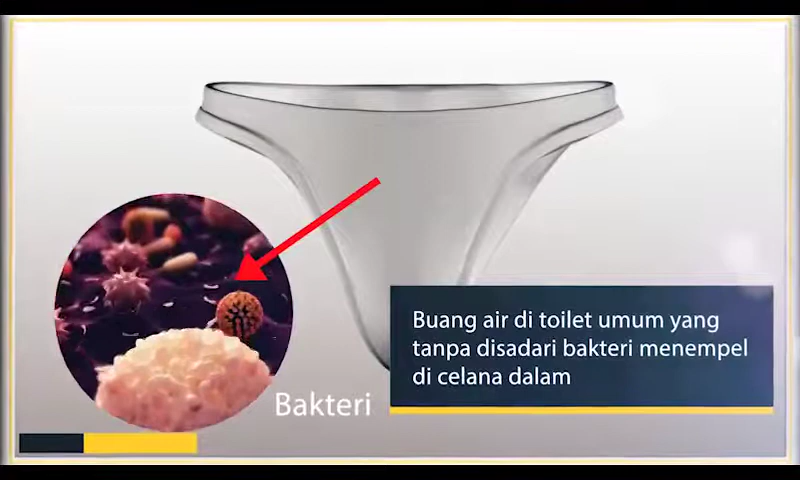 Buang air di toilet umum yang
tanpa disadari bakteri menempel
di celana dalam
Bakteri